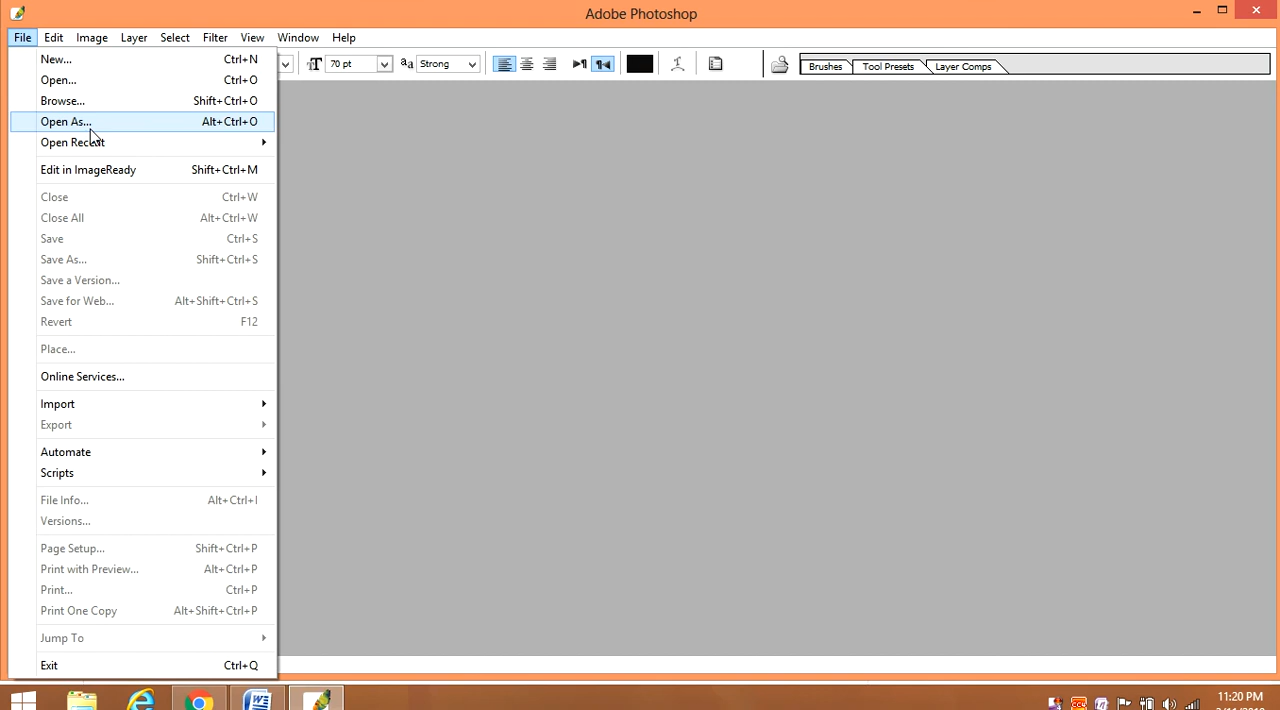 Adobe Photoshop
File Edit Image Layer Select Filter View Window Help
70 pt Strong Brushes Tool Presets Layer Comps
New... Ctrl+N
Open... Ctrl+O
Browse... Shift+Ctrl+O
Open As... Alt+Ctrl+O
Open Recent
Edit in ImageReady Shift+Ctrl+M
Close Ctrl+W
Close All Alt+Ctrl+W
Save Ctrl+S
Save As... Shift+Ctrl+S
Save a Version...
Save for Web... Alt+Shift+Ctrl+S
Revert F12
Place...
Online Services...
Import
Export
Automate
Scripts
File Info... Alt+Ctrl+I
Versions...
Page Setup... Shift+Ctrl+P
Print with Preview... Alt+Ctrl+P
Print... Ctrl+P
Print One Copy Alt+Shift+Ctrl+P
Jump To
Exit Ctrl+Q
11:20 PM